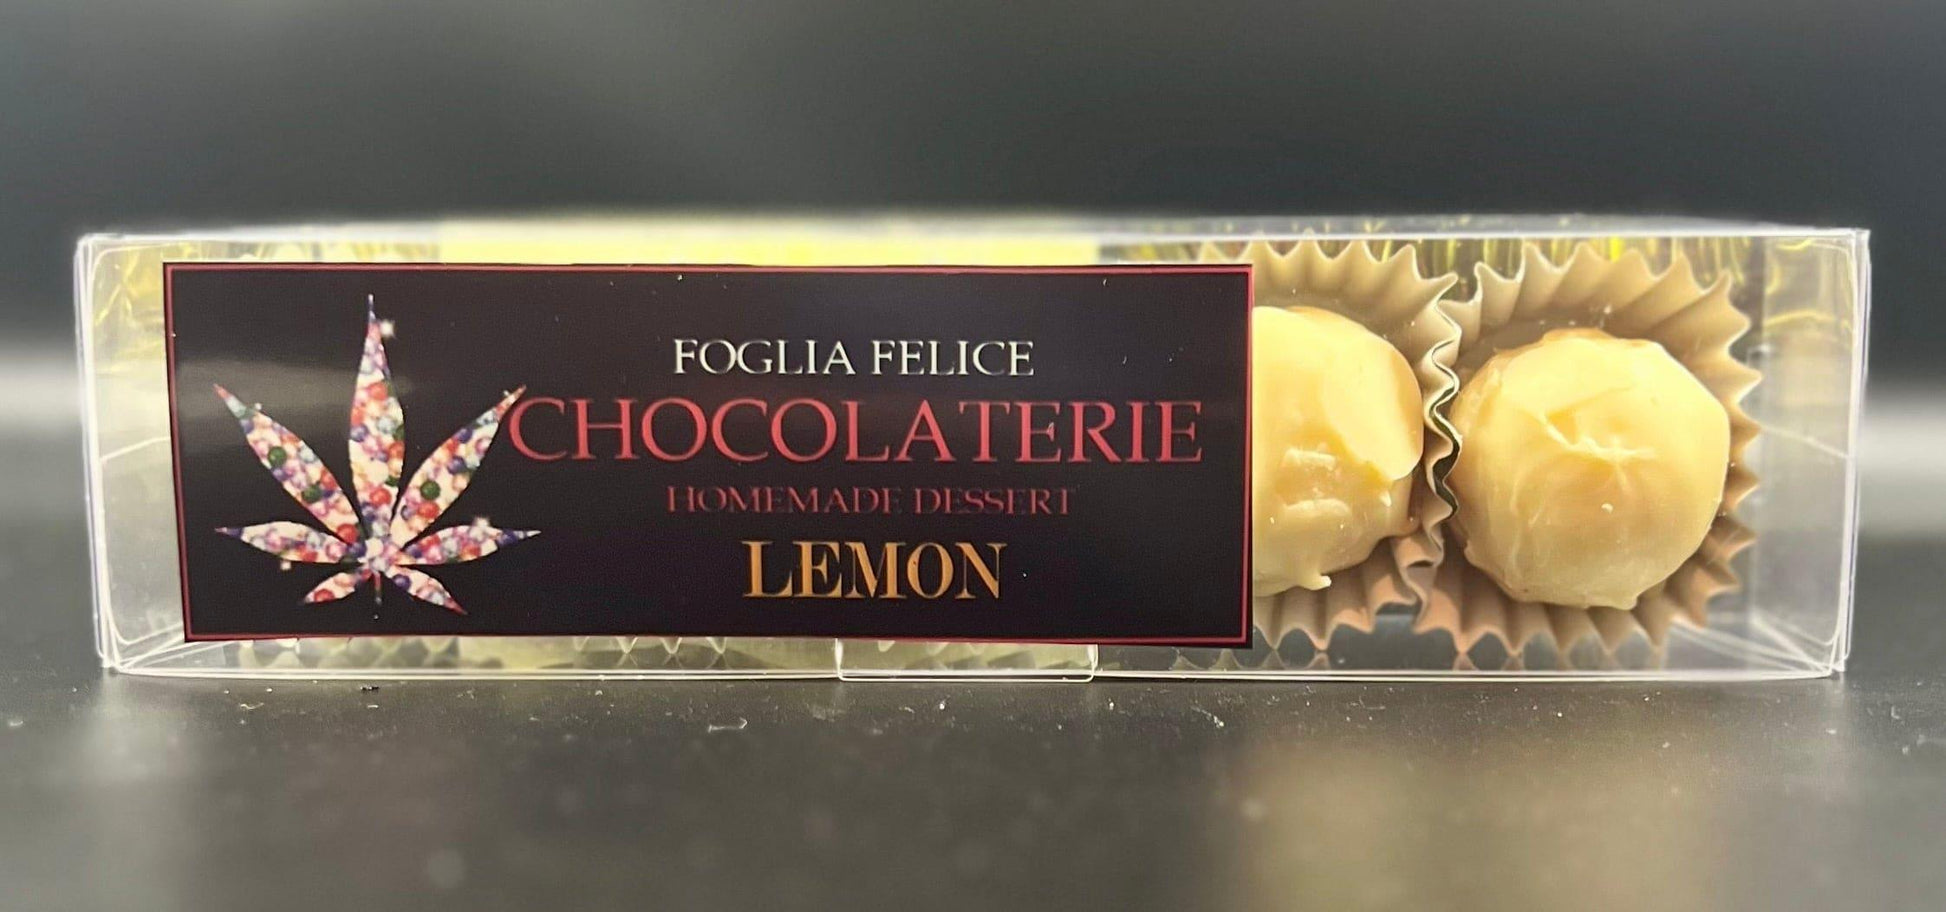 FOGLIA FELICE
CHOCOLATERIE
HOMEMADE DESSERT
LEMON